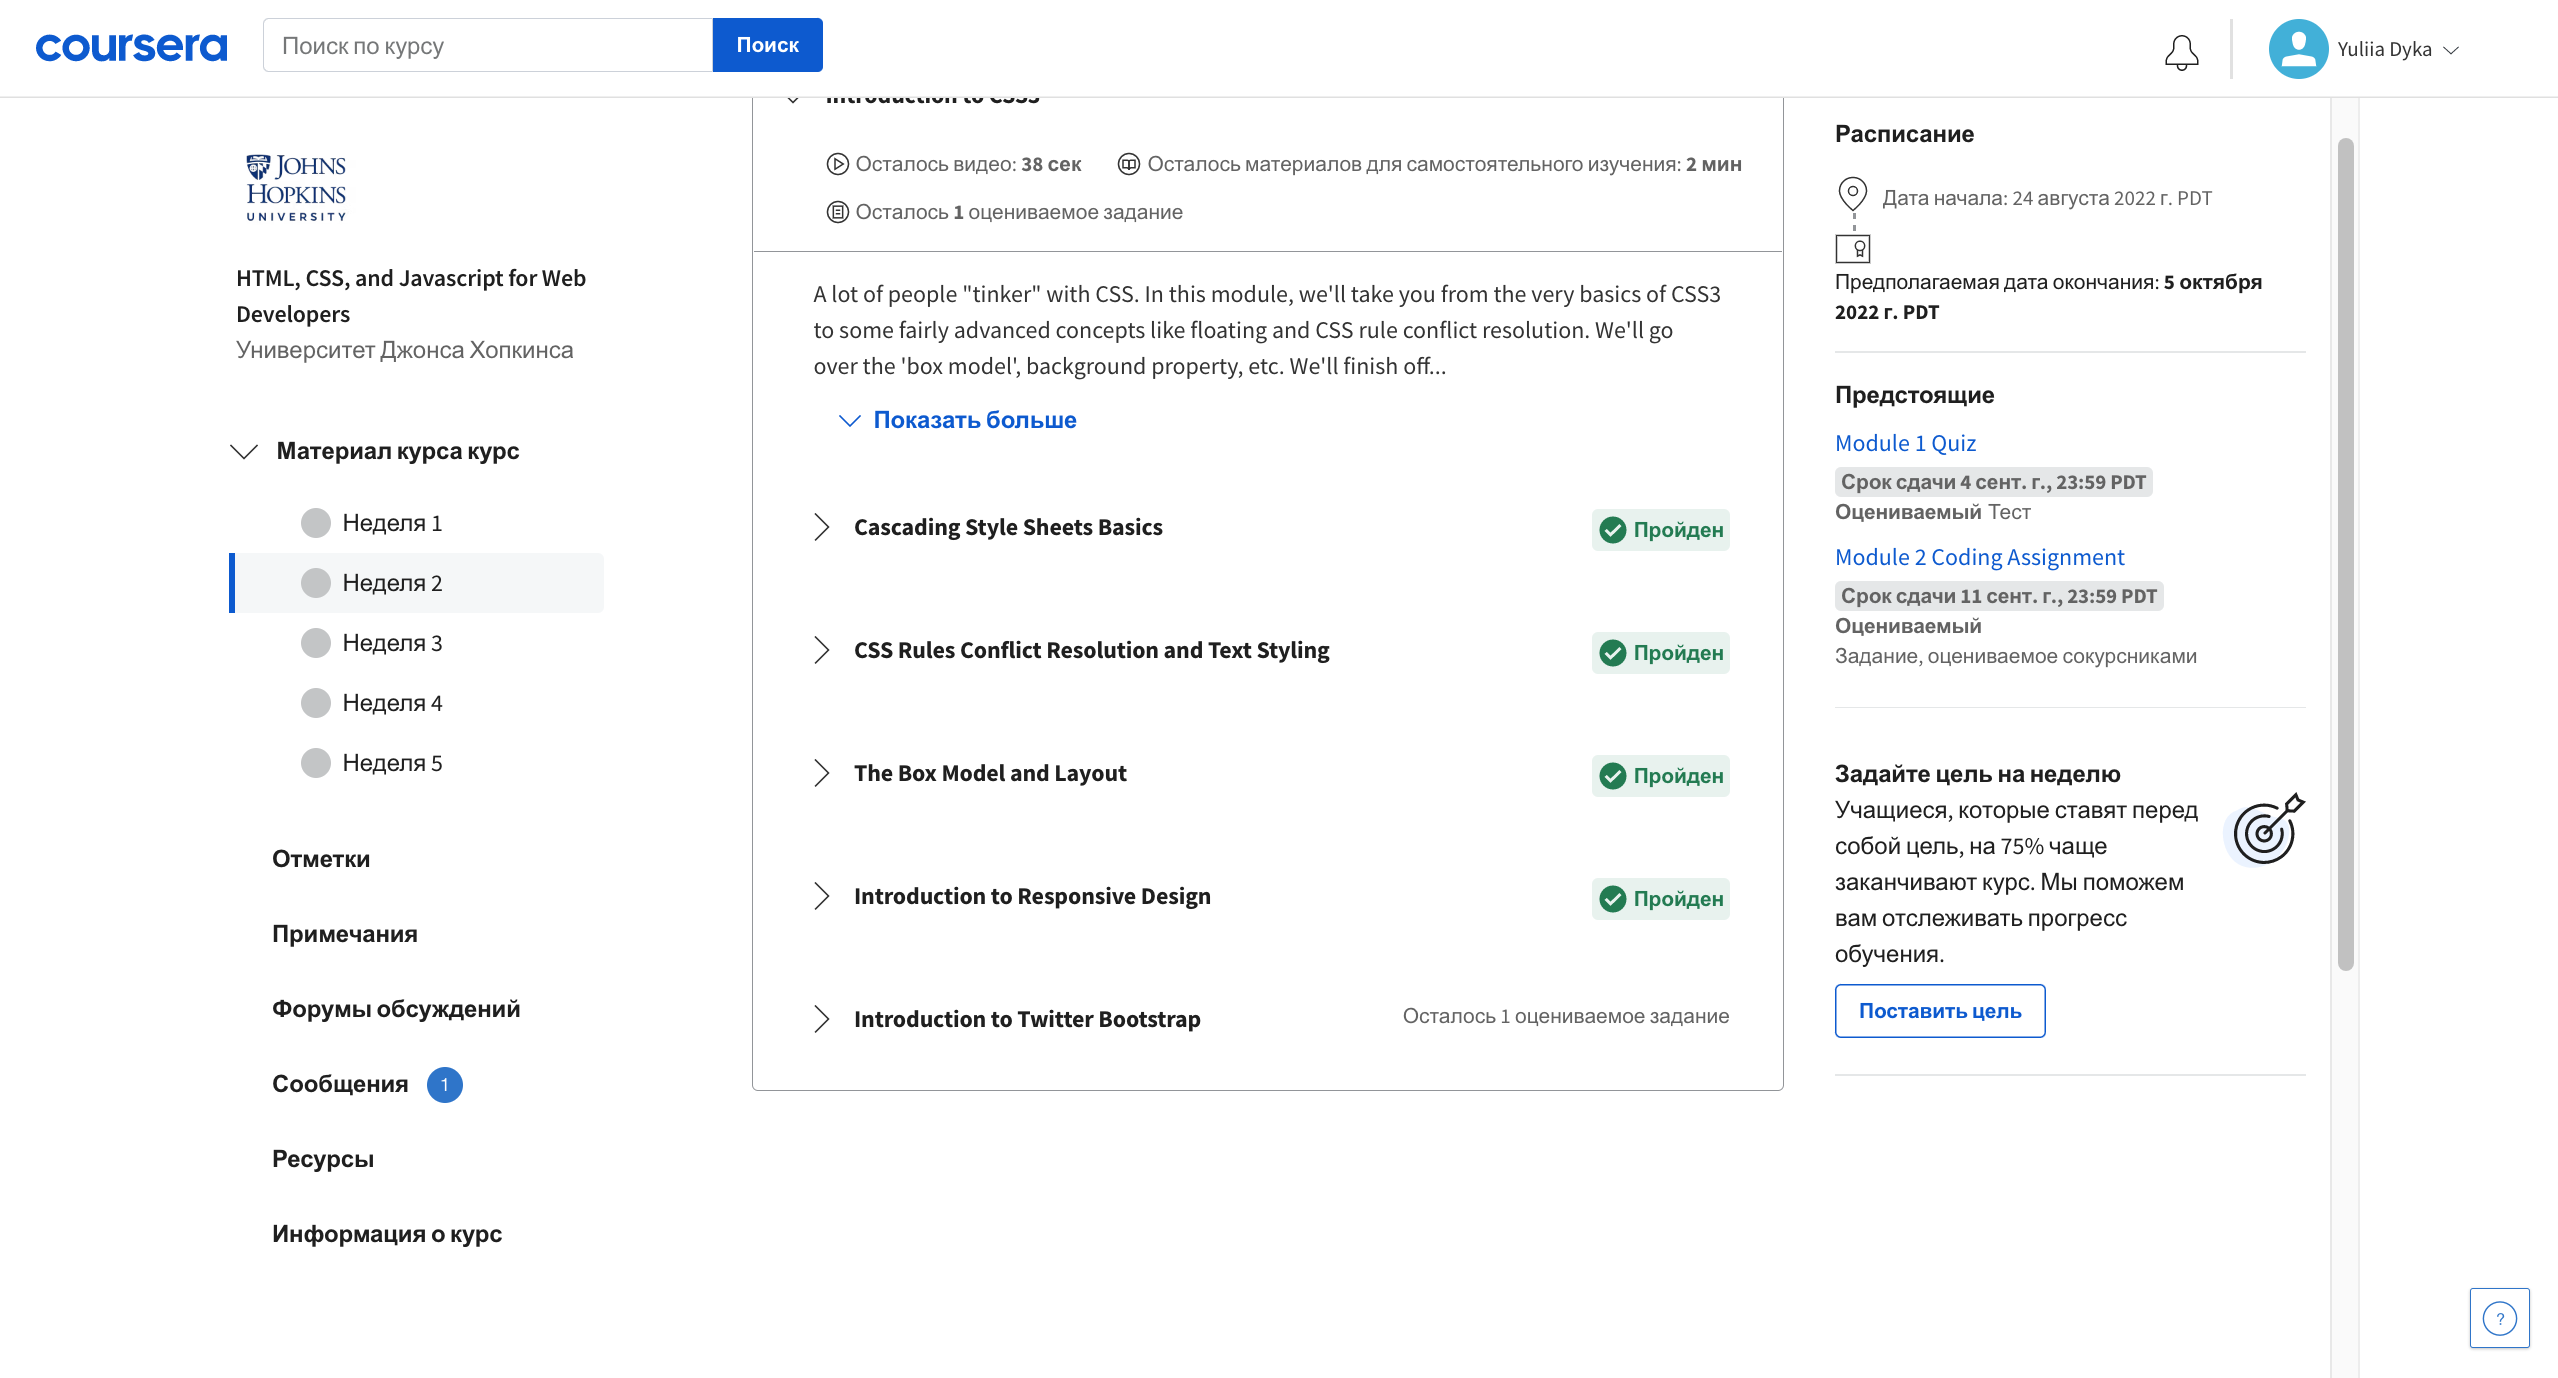 coursera
Поиск по курсу
Поиск
Yuliia Dyka
JOHNS
HOPKINS
UNIVERSITY
HTML, CSS, and Javascript for Web
Developers
Университет Джонса Хопкинса
Материал курса курс
Неделя 1
Неделя 2
Неделя 3
Неделя 4
Неделя 5
Отметки
Примечания
Форумы обсуждений
Сообщения 1
Ресурсы
Информация о курс
Introduction to CSS3
Осталось видео: 38 сек Осталось материалов для самостоятельного изучения: 2 мин
Осталось 1 оцениваемое задание
A lot of people "tinker" with CSS. In this module, we'll take you from the very basics of CSS3
to some fairly advanced concepts like floating and CSS rule conflict resolution. We'll go
over the 'box model', background property, etc. We'll finish off...
Показать больше
Cascading Style Sheets Basics Пройден
CSS Rules Conflict Resolution and Text Styling Пройден
The Box Model and Layout Пройден
Introduction to Responsive Design Пройден
Introduction to Twitter Bootstrap Осталось 1 оцениваемое задание
Расписание
Дата начала: 24 августа 2022 г. PDT
Предполагаемая дата окончания: 5 октября
2022 г. PDT
Предстоящие
Module 1 Quiz
Срок сдачи 4 сент. г., 23:59 PDT
Оцениваемый Тест
Module 2 Coding Assignment
Срок сдачи 11 сент. г., 23:59 PDT
Оцениваемый
Задание, оцениваемое сокурсниками
Задайте цель на неделю
Учащиеся, которые ставят перед
собой цель, на 75% чаще
заканчивают курс. Мы поможем
вам отслеживать прогресс
обучения.
Поставить цель
?